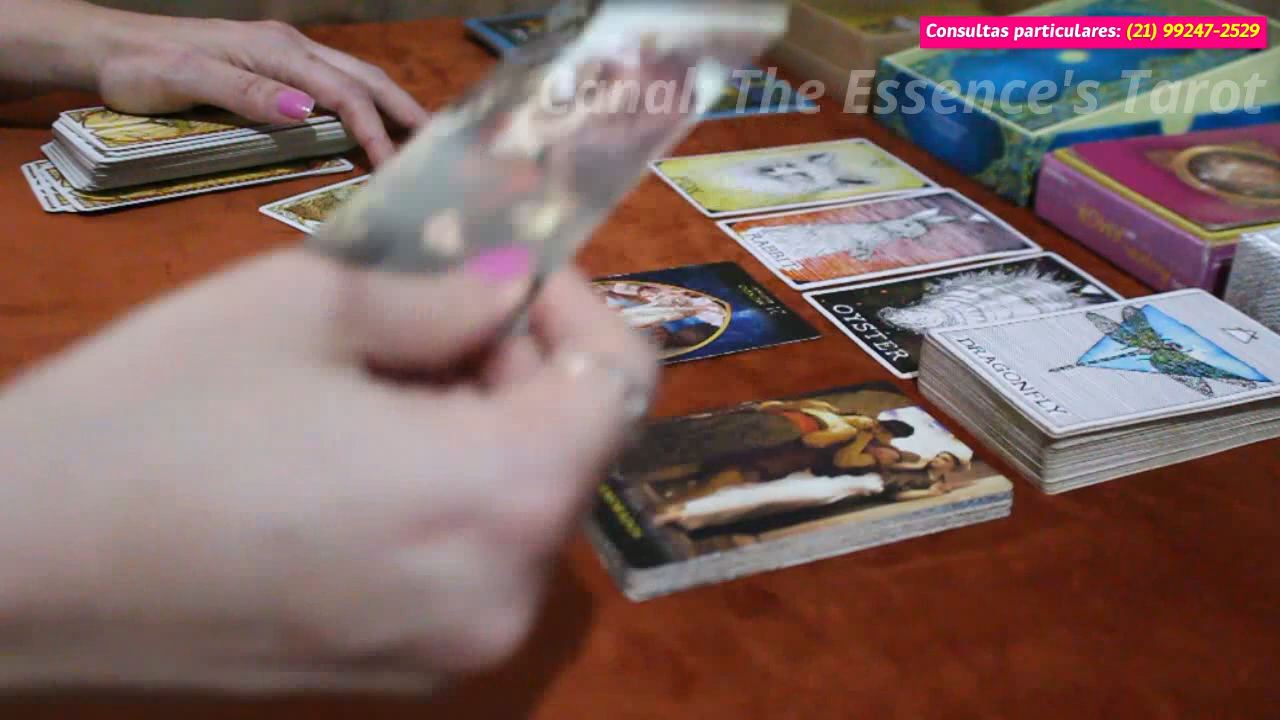 Consultas particulares: (21) 99247-2529
Canal: The Essence's Tarot
RABBIT
OYSTER
DRAGONFLY